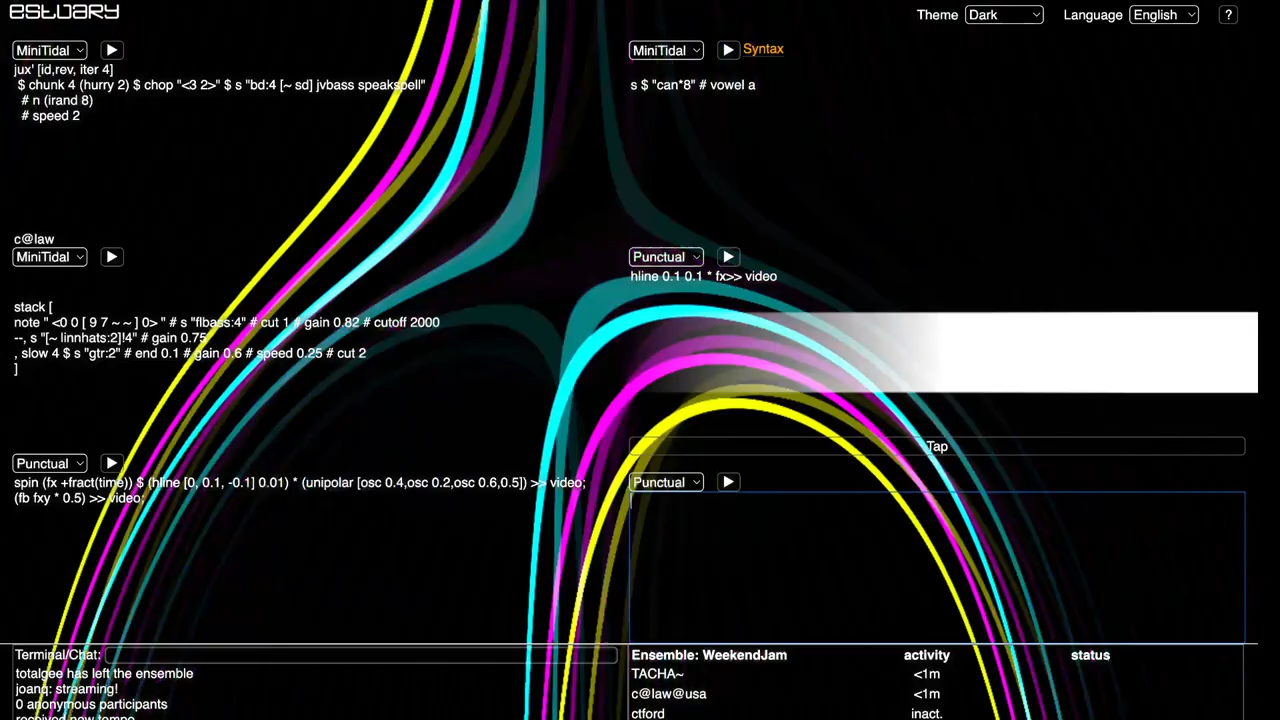 estuary
Theme Dark Language English ?
MiniTidal
jux' [id,rev, iter 4]
$ chunk 4 (hurry 2) $ chop "<3 2>" $ s "bd:4 [~ sd] jvbass speakspell"
# n (irand 8)
# speed 2
MiniTidal Syntax
s $ "can*8" # vowel a
c@law
MiniTidal
stack [
note " <0 0 [ 9 7 ~ ~ ] 0> " # s "flbass:4" # cut 1 # gain 0.82 # cutoff 2000
--, s "[~ linnhats:2]!4" # gain 0.75
, slow 4 $ s "gtr:2" # end 0.1 # gain 0.6 # speed 0.25 # cut 2
]
Punctual
hline 0.1 0.1 * fx>> video
Tap
Punctual
spin (fx +fract(time)) $ (hline [0, 0.1, -0.1] 0.01) * (unipolar [osc 0.4,osc 0.2,osc 0.6,0.5]) >> video;
(fb fxy * 0.5) >> video;
Punctual
Terminal/Chat:
totalgee has left the ensemble
joanq: streaming!
0 anonymous participants
received new tempo
Ensemble: WeekendJam activity status
TACHA~ <1m
c@law@usa <1m
ctford inact.